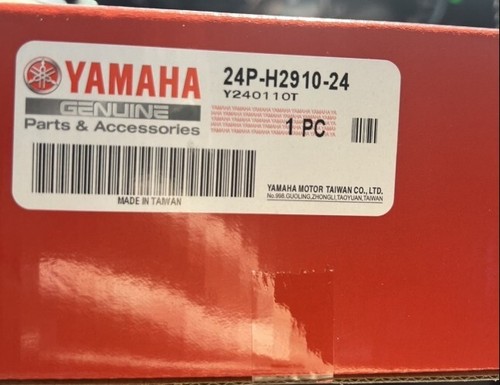 YAMAHA
GENUINE
Parts & Accessories
24P-H2910-24
Y240110T
1 PC
MADE IN TAIWAN
YAMAHA MOTOR TAIWAN CO., LTD.
No.998,GUOLING,ZHONGLI,TAOYUAN,TAIWAN